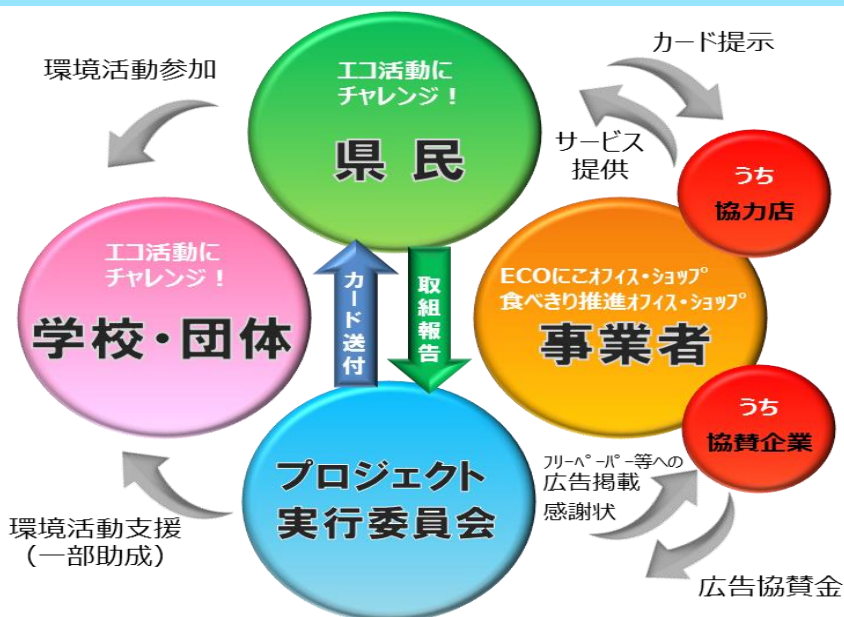 環境活動参加
エコ活動に
チャレンジ！
県民
カード提示
サービス
提供
うち
協力店
エコ活動に
チャレンジ！
学校・団体
カード送付
取組報告
ECOにこオフィス・ショップ
食べきり推進オフィス・ショップ
事業者
うち
協賛企業
プロジェクト
実行委員会
フリーペーパー等への
広告掲載
感謝状
環境活動支援
（一部助成）
広告協賛金